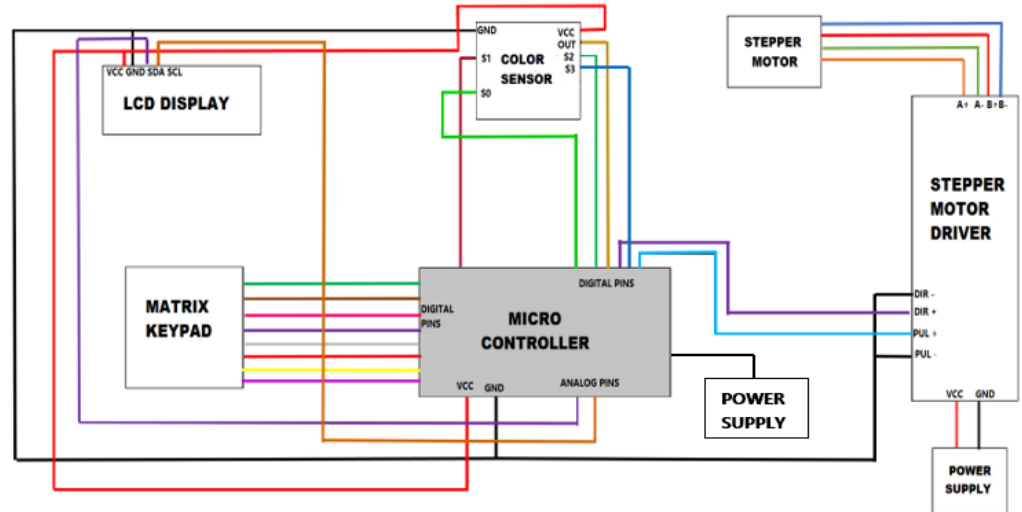 GND
VCC
OUT
S1
S2
S3
COLOR
SENSOR
S0
STEPPER
MOTOR
VCC GND SDA SCL
LCD DISPLAY
A+ A- B+B-
STEPPER
MOTOR
DRIVER
DIR -
DIR +
PUL +
PUL -
VCC GND
MATRIX
KEYPAD
DIGITAL
PINS
DIGITAL PINS
MICRO
CONTROLLER
VCC GND
ANALOG PINS
POWER
SUPPLY
POWER
SUPPLY